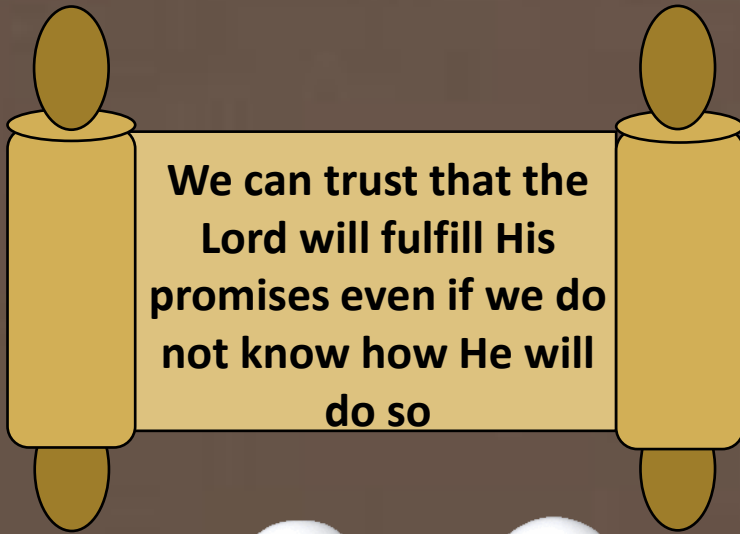 We can trust that the
Lord will fulfill His
promises even if we do
not know how He will
do so